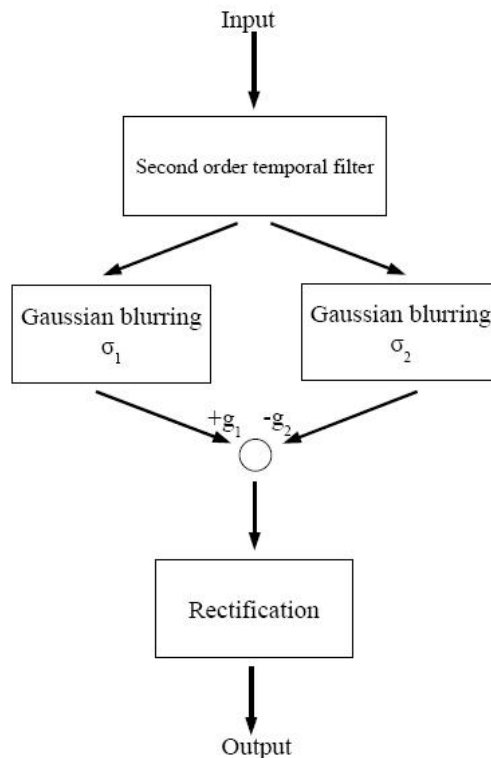 Input
Second order temporal filter
Gaussian blurring
σ₁
Gaussian blurring
σ₂
+g₁ -g₂
Rectification
Output